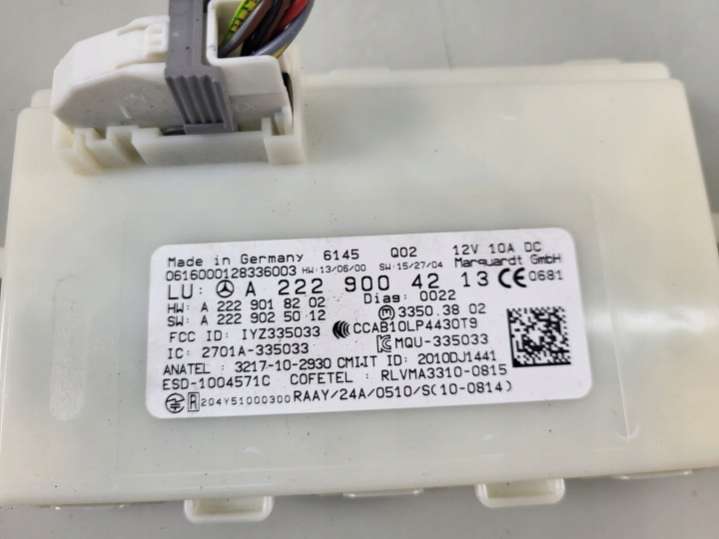 Made in Germany 6145 Q02 12V 10A DC
0616000128336003 HW:13/06/00 SW:15/27/04 Marquardt GmbH
LU: A 222 900 42 13 CE 0681
HW: A 222 901 82 02 Diag: 0022
SW: A 222 902 50 12 M 3350.38 02
FCC ID: IYZ335033 CCAB10LP4430T9
IC: 2701A-335033 MQU-335033
ANATEL : 3217-10-2930 CMIIT ID: 2010DJ1441
ESD-1004571C COFETEL : RLVMA3310-0815
R 204Y51000300 RAAY/24A/0510/S(10-0814)